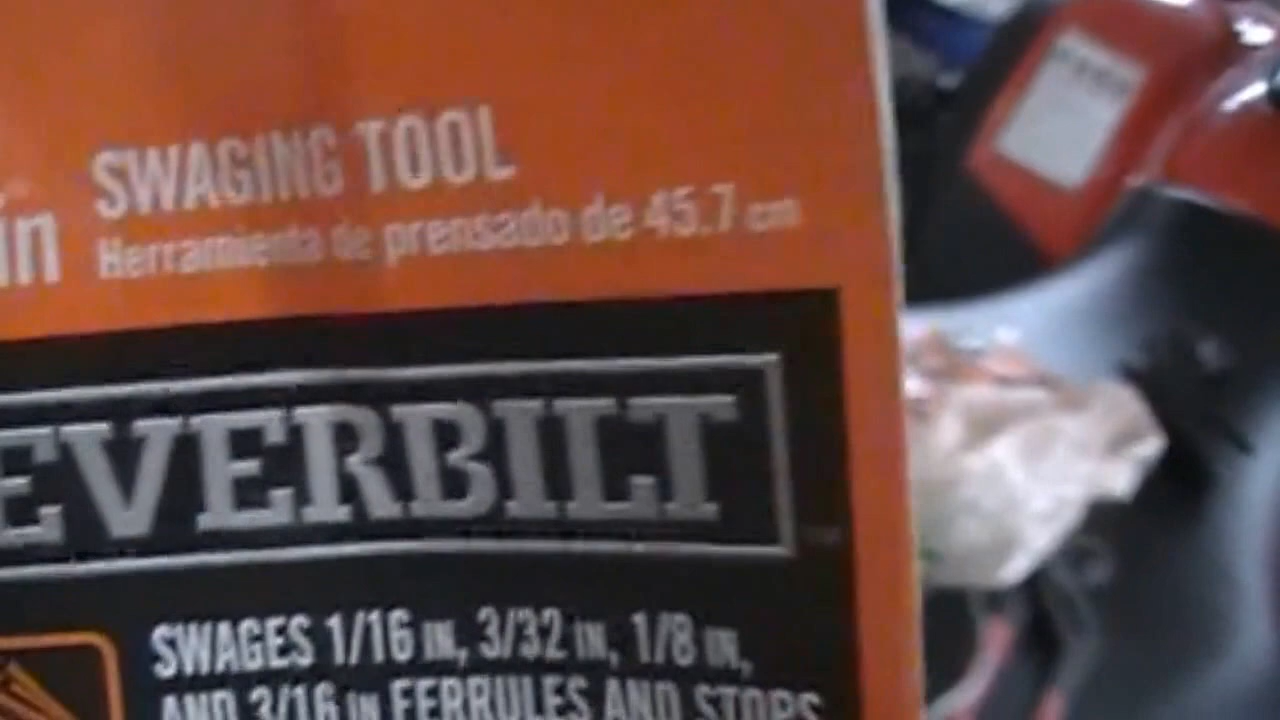 in
SWAGING TOOL
Herramienta de prensado de 45.7 cm
EVERBILT
SWAGES 1/16 IN, 3/32 IN, 1/8 IN,
AND 3/16 IN FERRULES AND STOPS